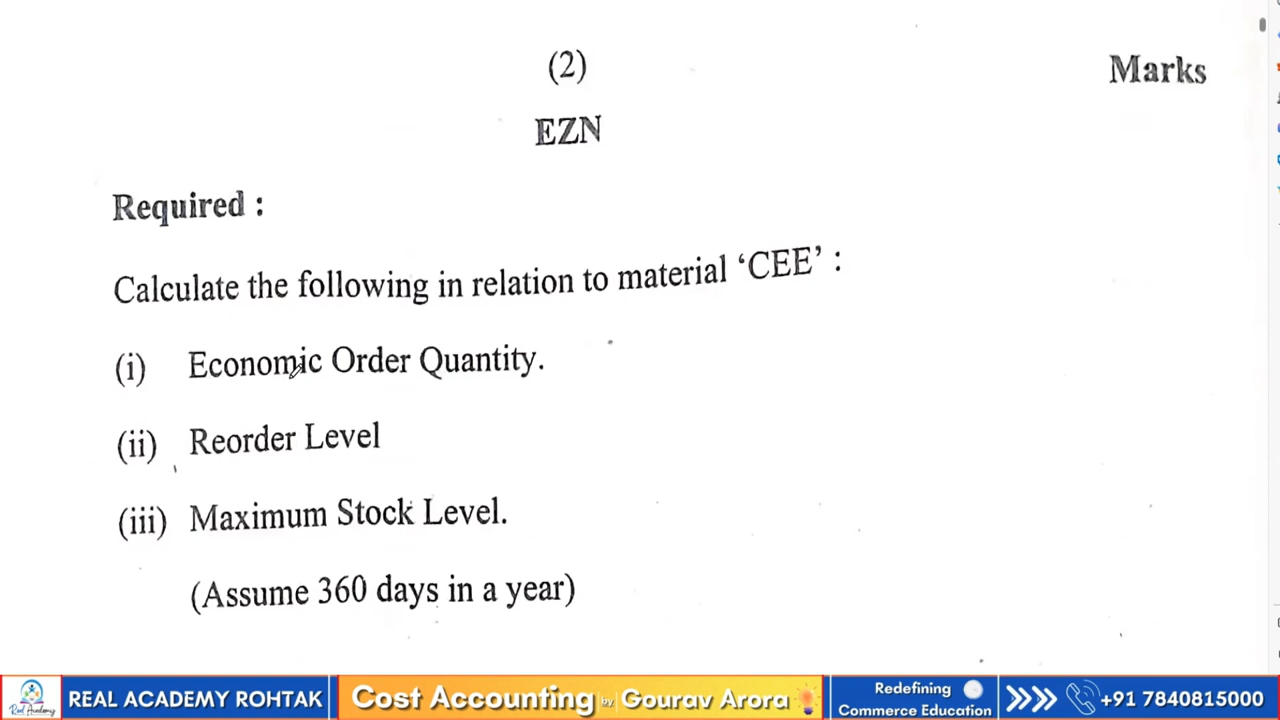 (2)
Marks
EZN
Required :
Calculate the following in relation to material ‘CEE’ :
(i) Economic Order Quantity.
(ii) Reorder Level
(iii) Maximum Stock Level.
(Assume 360 days in a year)
Real Academy
REAL ACADEMY ROHTAK
Cost Accounting by Gourav Arora
Redefining
Commerce Education
+91 7840815000